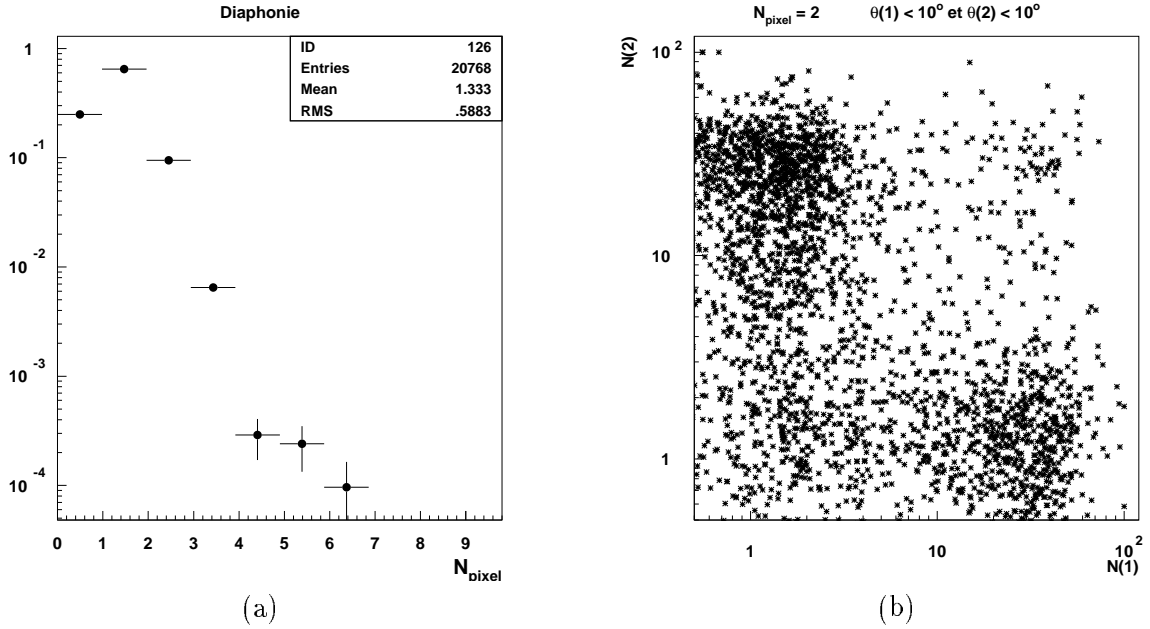 Diaphonie
ID 126
Entries 20768
Mean 1.333
RMS .5883
1
10 -1
10 -2
10 -3
10 -4
0 1 2 3 4 5 6 7 8 9
Npixel
(a)
Npixel = 2 θ(1) < 10° et θ(2) < 10°
N(2)
10 2
10
1
1 10 10 2
N(1)
(b)